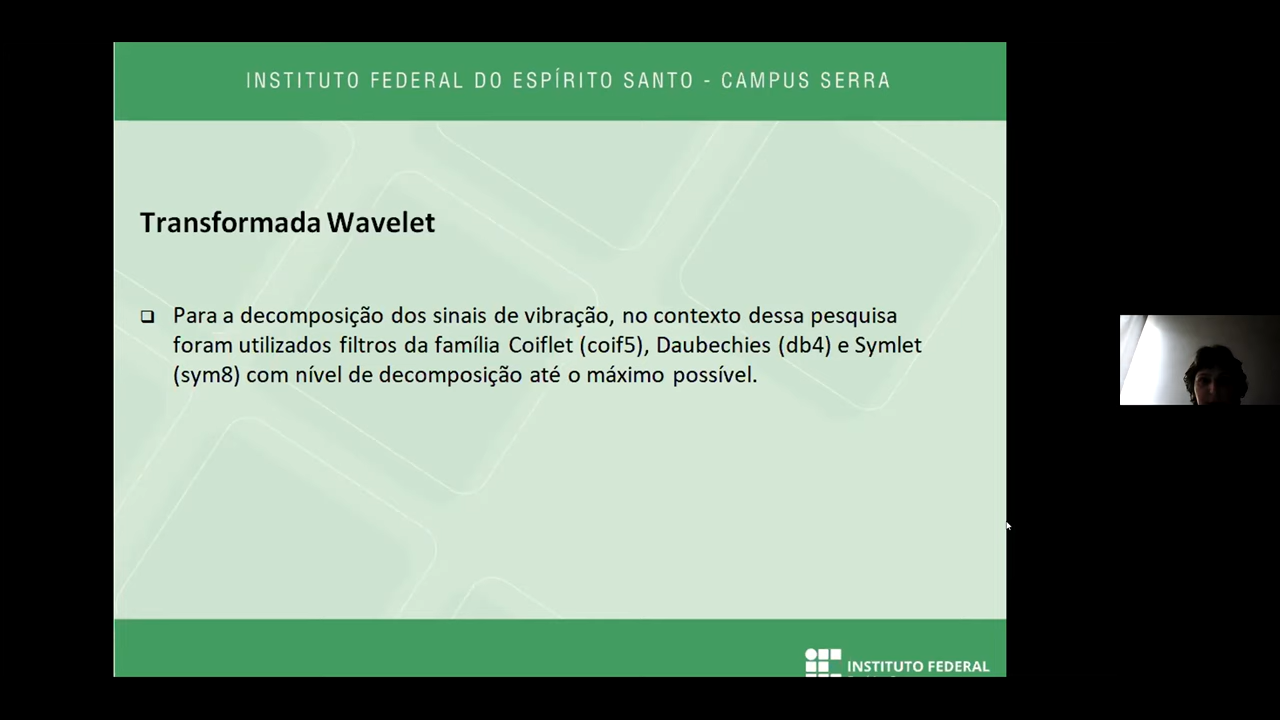 INSTITUTO FEDERAL DO ESPÍRITO SANTO - CAMPUS SERRA
Transformada Wavelet
Para a decomposição dos sinais de vibração, no contexto dessa pesquisa
foram utilizados filtros da família Coiflet (coif5), Daubechies (db4) e Symlet
(sym8) com nível de decomposição até o máximo possível.
INSTITUTO FEDERAL